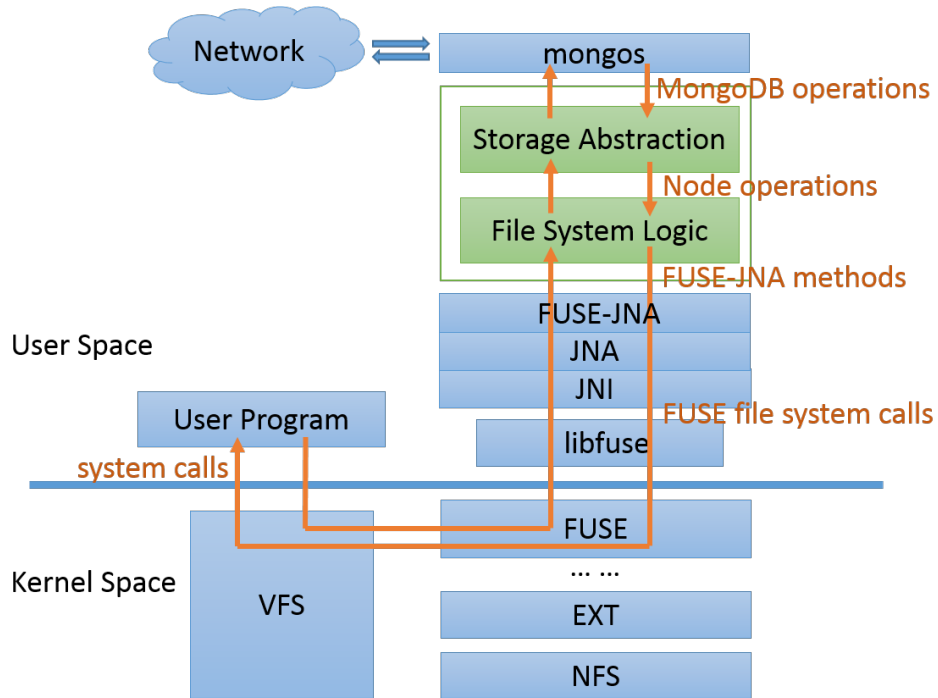 Network
mongos
MongoDB operations
Storage Abstraction
Node operations
File System Logic
FUSE-JNA methods
FUSE-JNA
User Space
JNA
JNI
User Program
FUSE file system calls
libfuse
system calls
FUSE
Kernel Space
... ...
VFS
EXT
NFS